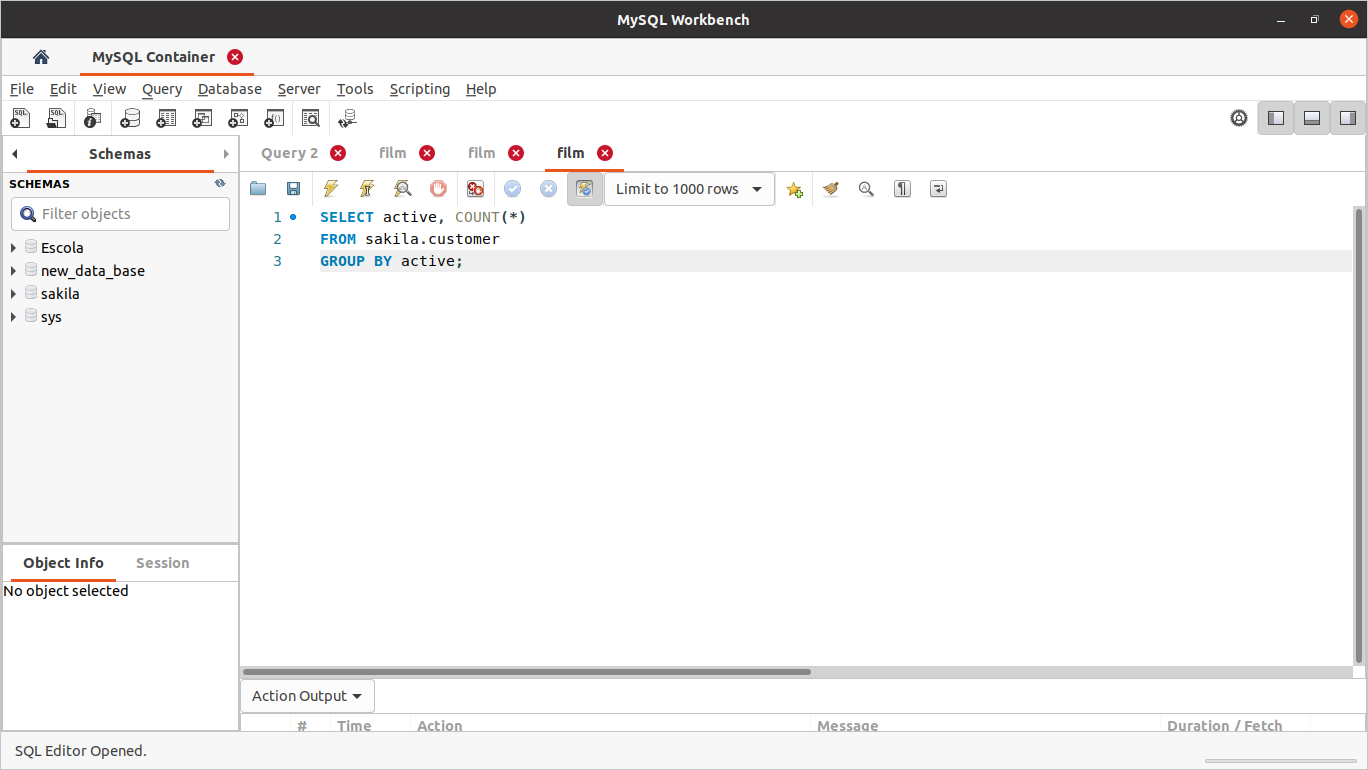 MySQL Workbench
MySQL Container
File Edit View Query Database Server Tools Scripting Help
Schemas
Query 2 film film film
SCHEMAS
Limit to 1000 rows
Filter objects
Escola
new_data_base
sakila
sys
1 SELECT active, COUNT(*)
2 FROM sakila.customer
3 GROUP BY active;
Object Info Session
No object selected
Action Output
# Time Action Message Duration / Fetch
SQL Editor Opened.